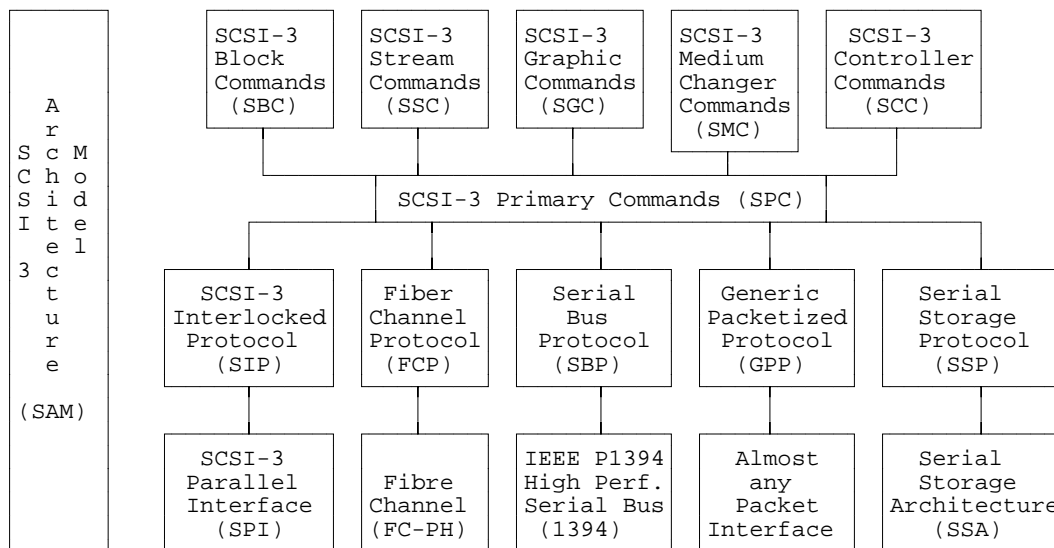 SCSI-3 Architecture Model
(SAM)
SCSI-3
Block
Commands
(SBC)
SCSI-3
Stream
Commands
(SSC)
SCSI-3
Graphic
Commands
(SGC)
SCSI-3
Medium
Changer
Commands
(SMC)
SCSI-3
Controller
Commands
(SCC)
SCSI-3 Primary Commands (SPC)
SCSI-3
Interlocked
Protocol
(SIP)
Fiber
Channel
Protocol
(FCP)
Serial
Bus
Protocol
(SBP)
Generic
Packetized
Protocol
(GPP)
Serial
Storage
Protocol
(SSP)
SCSI-3
Parallel
Interface
(SPI)
Fibre
Channel
(FC-PH)
IEEE P1394
High Perf.
Serial Bus
(1394)
Almost
any
Packet
Interface
Serial
Storage
Architecture
(SSA)